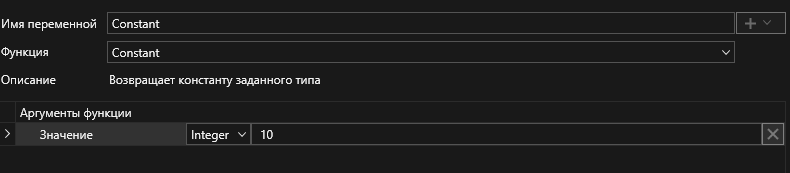 Имя переменной Constant
Функция Constant
Описание Возвращает константу заданного типа
Аргументы функции
Значение Integer 10